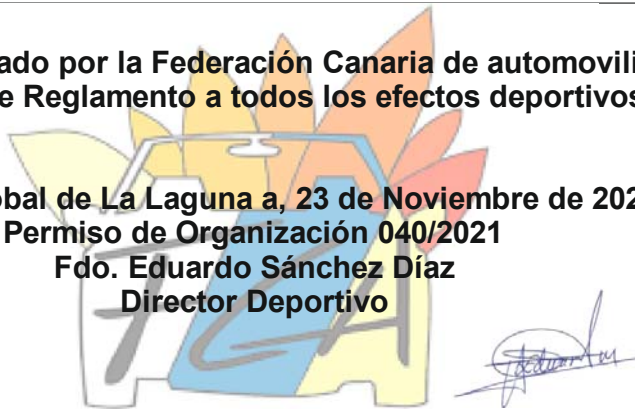 ado por la Federación Canaria de automovili
e Reglamento a todos los efectos deportivos
obal de La Laguna a, 23 de Noviembre de 202
Permiso de Organización 040/2021
Fdo. Eduardo Sánchez Díaz
Director Deportivo
FCA